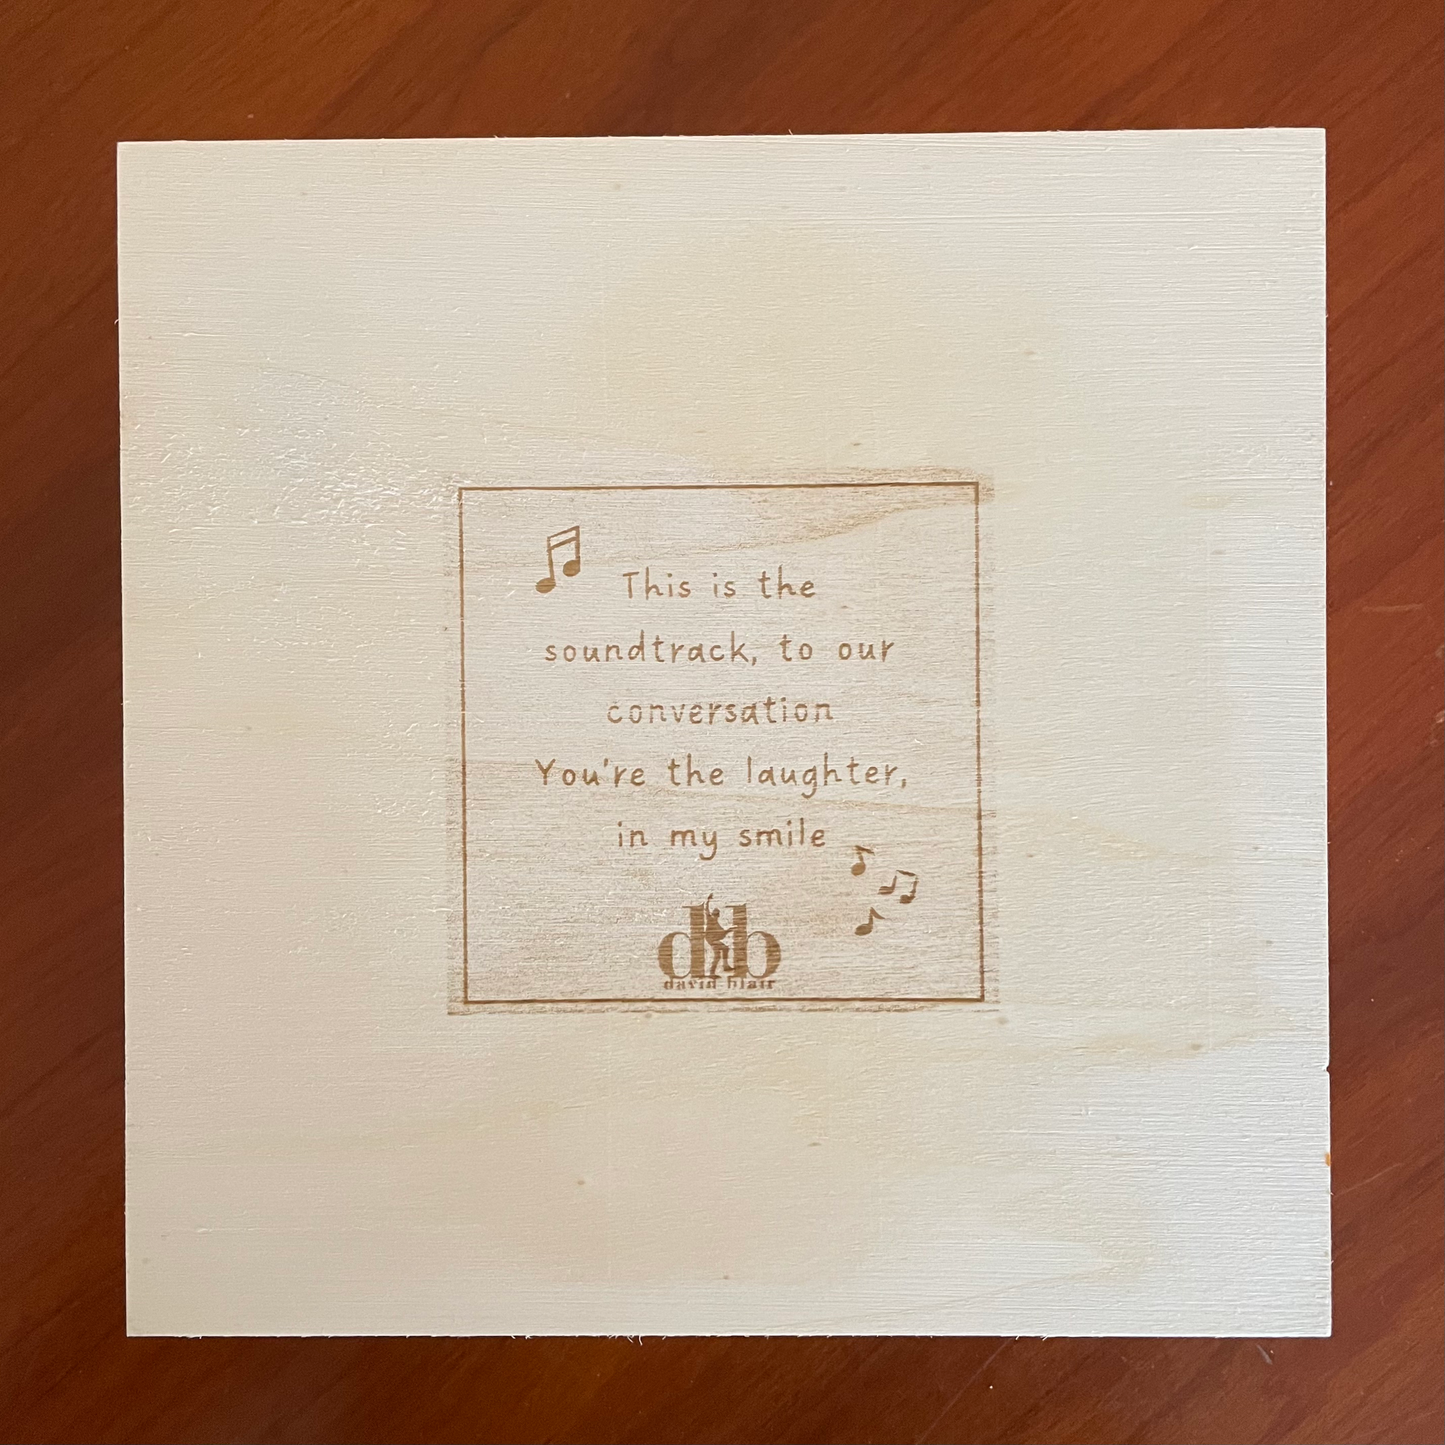 This is the
soundtrack, to our
conversation
You're the laughter,
in my smile
db
david blair